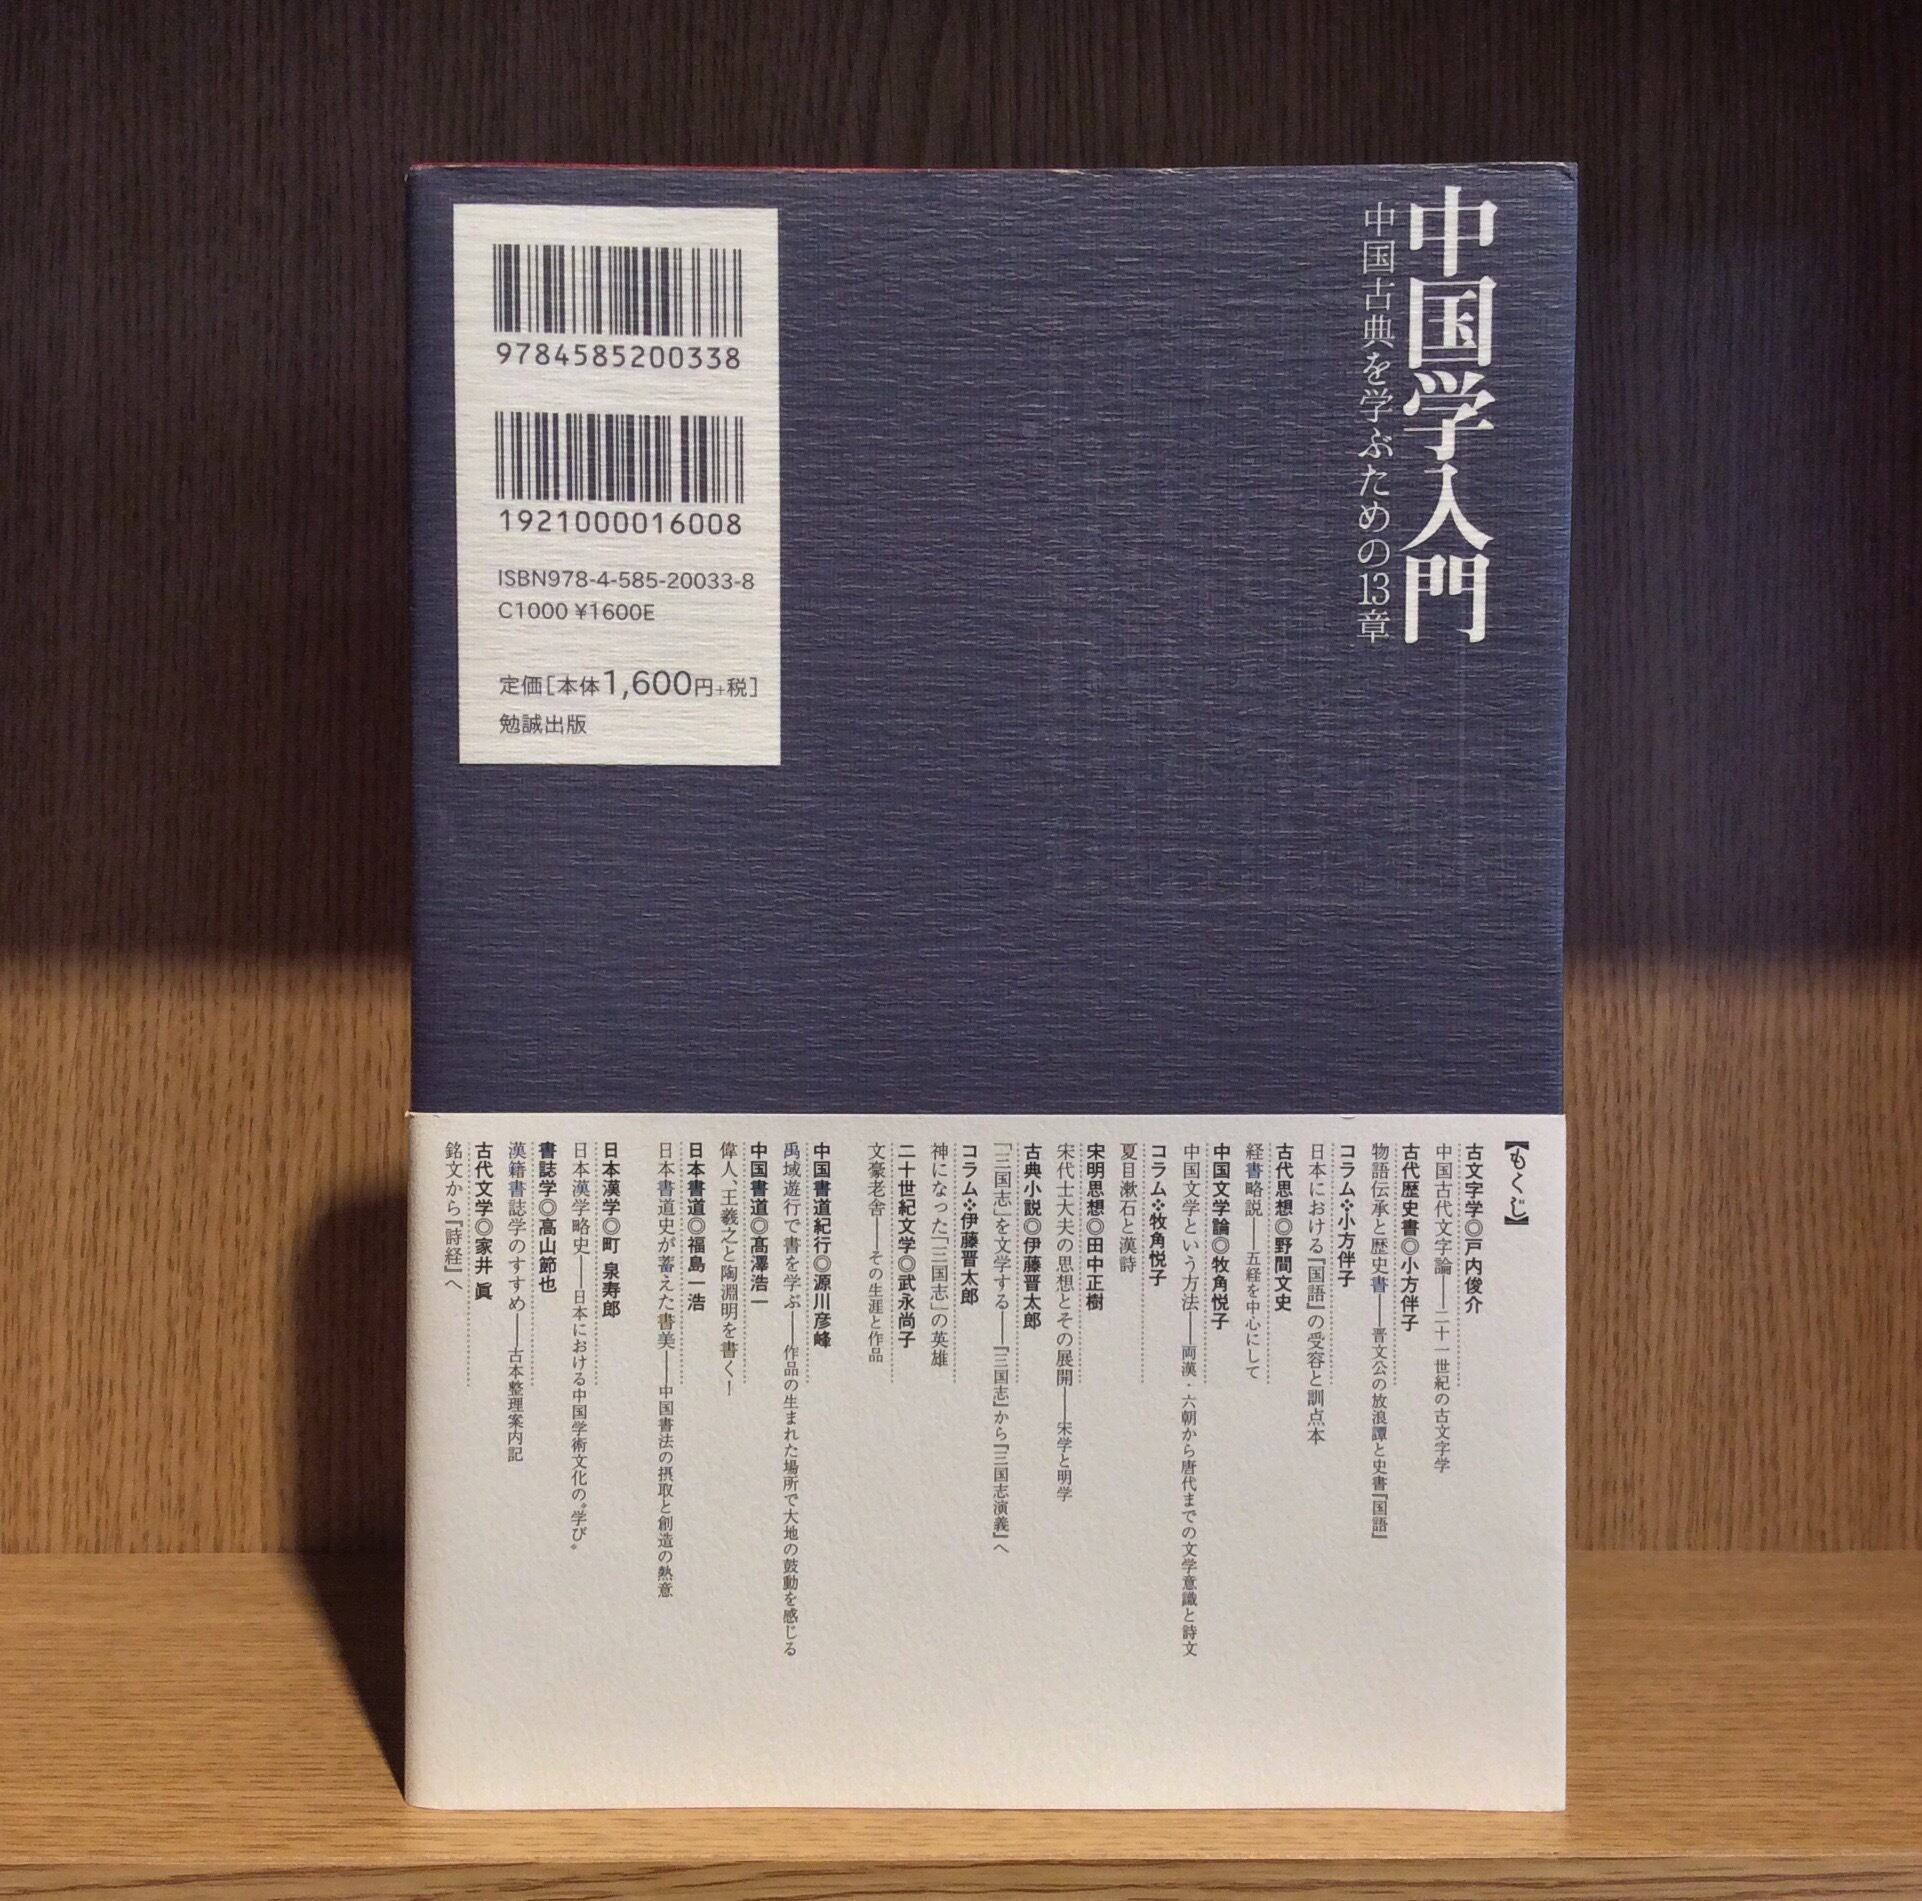 中国学入門
中国古典を学ぶための13章
9784585200338
1921000016008
ISBN978-4-585-20033-8
C1000 ¥1600E
定価[本体1,600円+税]
勉誠出版
【もくじ】
古文字学◎戸内俊介
中国古代文字論——二十一世紀の古文字学
古代歴史書◎小方伴子
物語伝承と歴史書——晋文公の放浪譚と史書『国語』
コラム❖小方伴子
日本における『国語』の受容と訓点本
古代思想◎野間文史
経書略説——五経を中心にして
中国文学論◎牧角悦子
中国文学という方法——両漢・六朝から唐代までの文学意識と詩文
コラム❖牧角悦子
夏目漱石と漢詩
宋明思想◎田中正樹
宋代士大夫の思想とその展開——宋学と明学
古典小説◎伊藤晋太郎
「三国志」を文学する——『三国志』から『三国志演義』へ
コラム❖伊藤晋太郎
神になった「三国志」の英雄
二十世紀文学◎武永尚子
文豪老舎——その生涯と作品
中国書道紀行◎源川彦峰
禹域遊行で書を学ぶ——作品の生まれた場所で大地の鼓動を感じる
中国書道◎髙澤浩一
偉人、王羲之と陶淵明を書く!
日本書道◎福島一浩
日本書道史が蓄えた書美——中国書法の摂取と創造の熱意
日本漢学◎町 泉寿郎
日本漢学略史——日本における中国学術文化の〝学び〟
書誌学◎高山節也
漢籍書誌学のすすめ——古本整理案内記
古代文学◎家井 眞
銘文から『詩経』へ